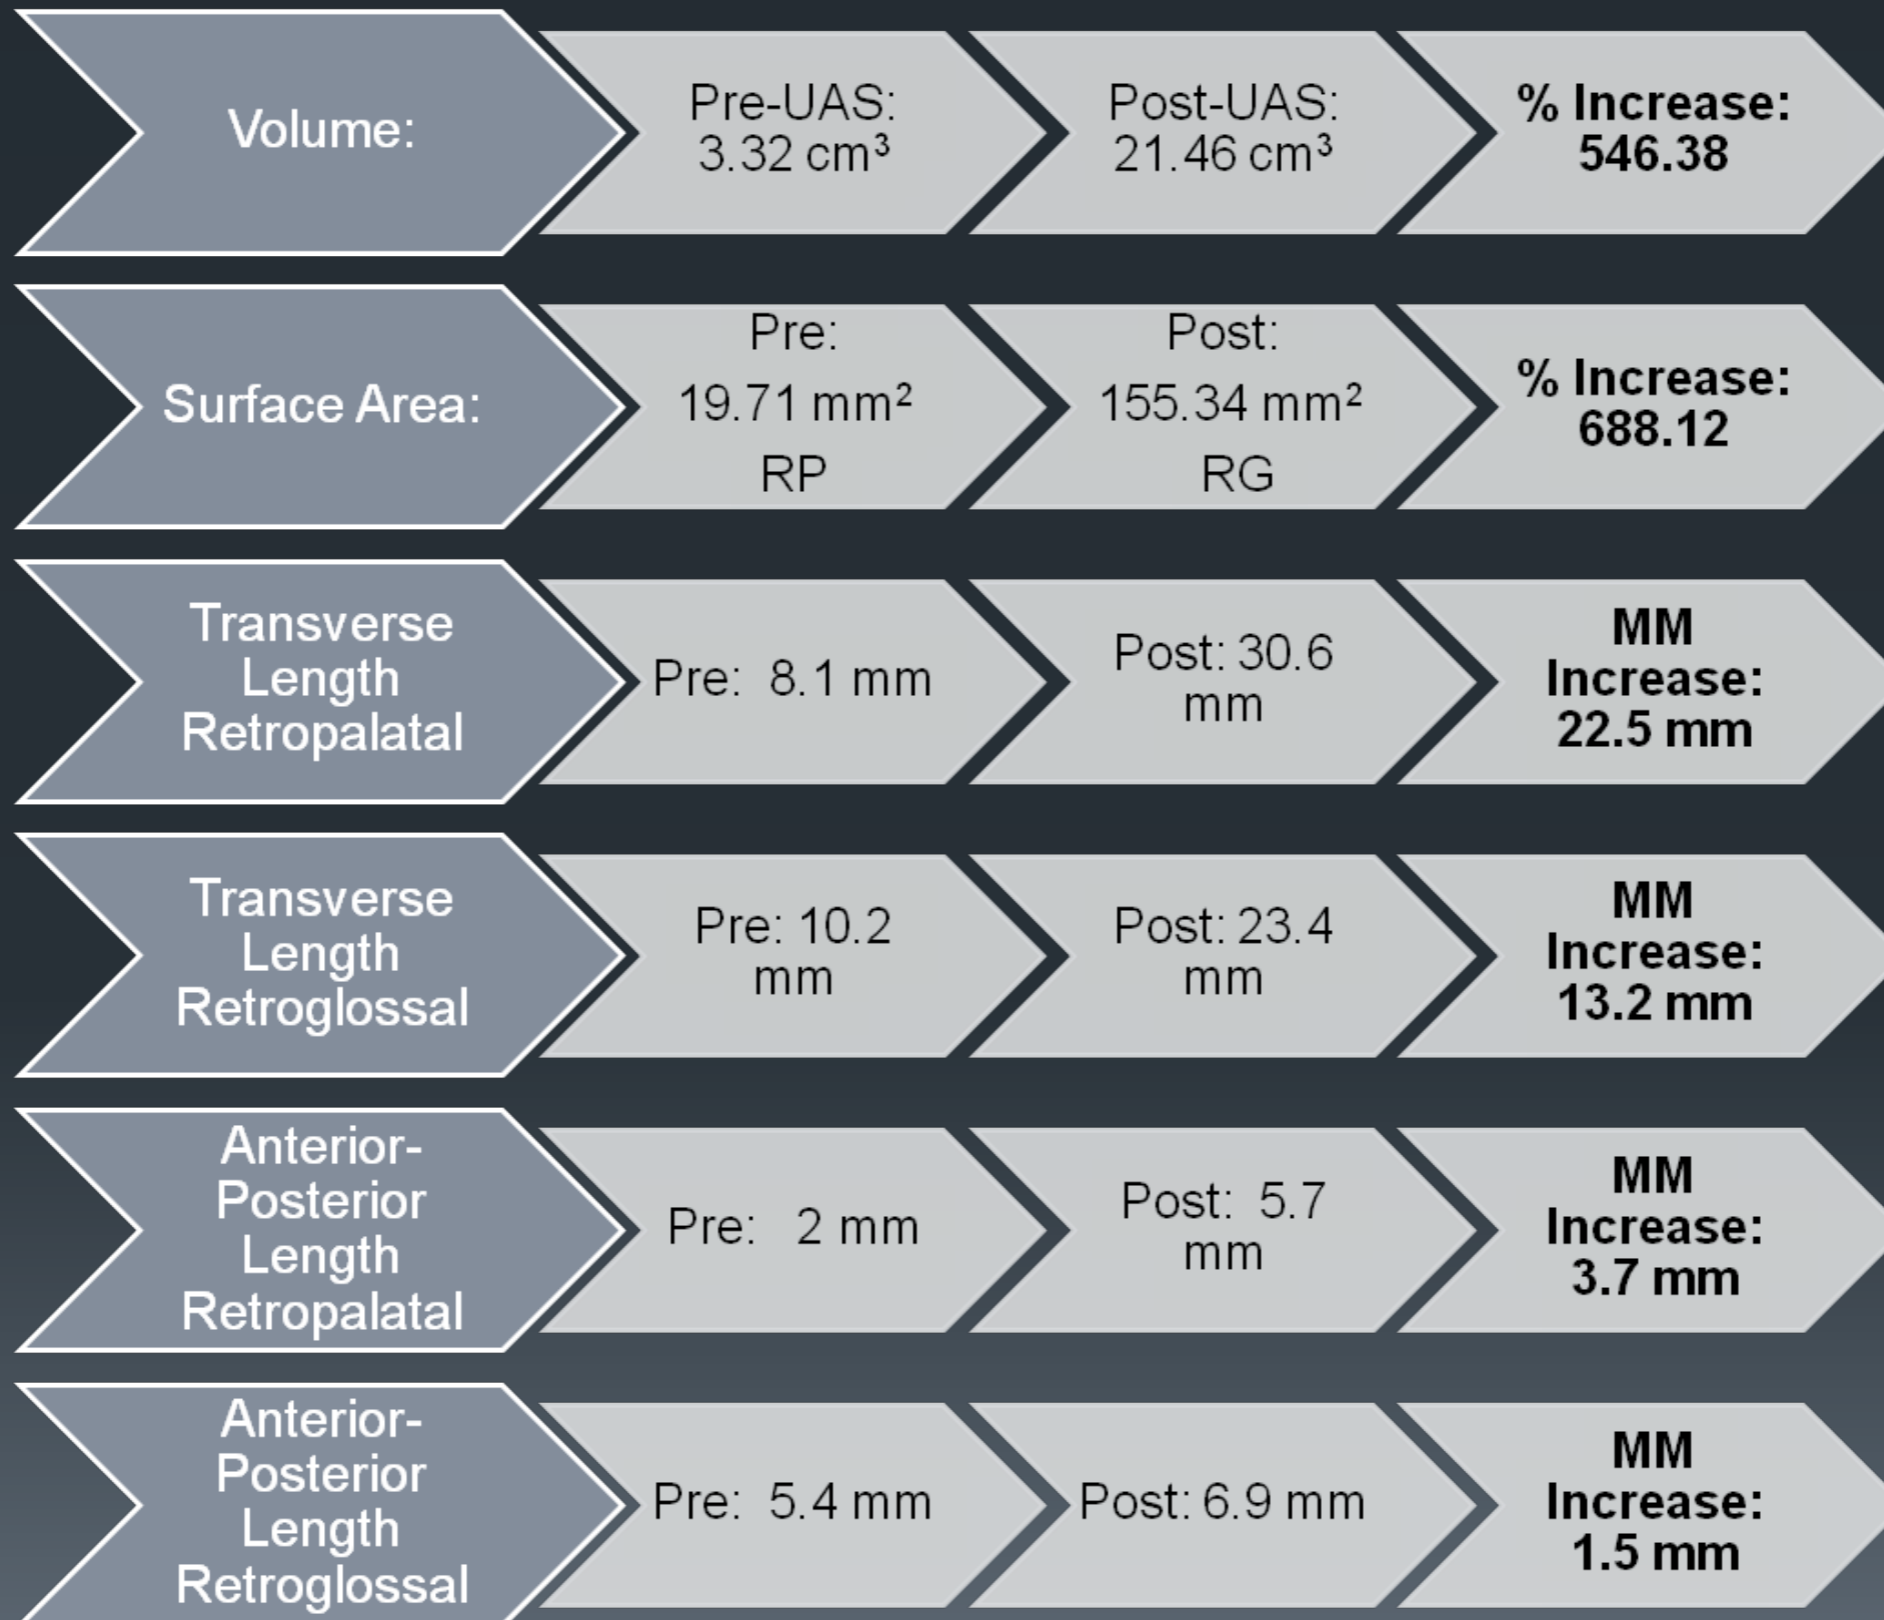 Volume:
Pre-UAS:
3.32 cm³
Post-UAS:
21.46 cm³
% Increase:
546.38
Surface Area:
Pre:
19.71 mm²
RP
Post:
155.34 mm²
RG
% Increase:
688.12
Transverse
Length
Retropalatal
Pre:  8.1 mm
Post: 30.6
mm
MM
Increase:
22.5 mm
Transverse
Length
Retroglossal
Pre: 10.2
mm
Post: 23.4
mm
MM
Increase:
13.2 mm
Anterior-
Posterior
Length
Retropalatal
Pre:   2 mm
Post:  5.7
mm
MM
Increase:
3.7 mm
Anterior-
Posterior
Length
Retroglossal
Pre:  5.4 mm
Post: 6.9 mm
MM
Increase:
1.5 mm